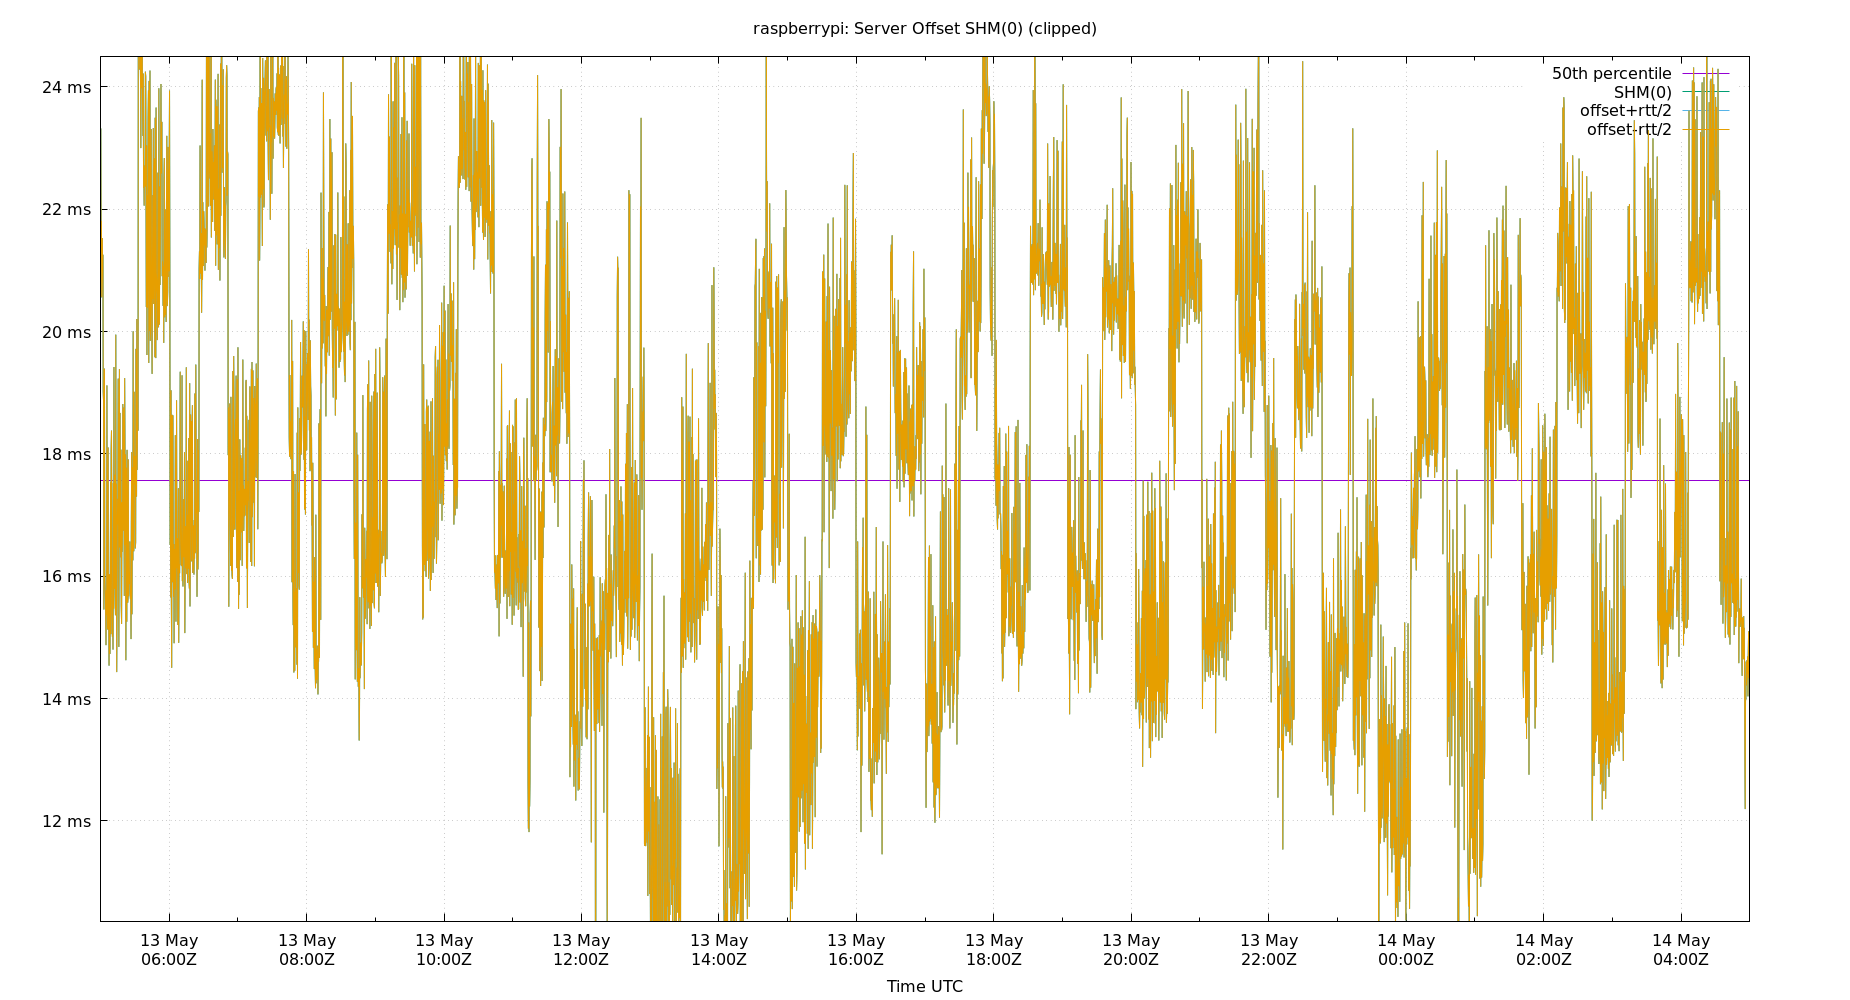 raspberrypi: Server Offset SHM(0) (clipped)
50th percentile
SHM(0)
offset+rtt/2
offset-rtt/2
24 ms
22 ms
20 ms
18 ms
16 ms
14 ms
12 ms
13 May 13 May 13 May 13 May 13 May 13 May 13 May 13 May 13 May 14 May 14 May 14 May
06:00Z 08:00Z 10:00Z 12:00Z 14:00Z 16:00Z 18:00Z 20:00Z 22:00Z 00:00Z 02:00Z 04:00Z
Time UTC